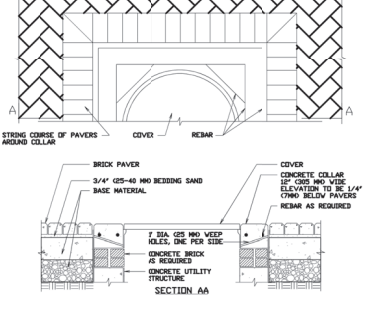 A
A
STRING COURSE OF PAVERS
AROUND COLLAR
COVER
REBAR
BRICK PAVER
3/4" (25-40 MM) BEDDING SAND
BASE MATERIAL
COVER
CONCRETE COLLAR
12" (305 MM) WIDE
ELEVATION TO BE 1/4"
(7MM) BELOW PAVERS
REBAR AS REQUIRED
DIA. (25 MM) WEEP
HOLES, ONE PER SIDE
CONCRETE BRICK
AS REQUIRED
CONCRETE UTILITY
STRUCTURE
SECTION AA